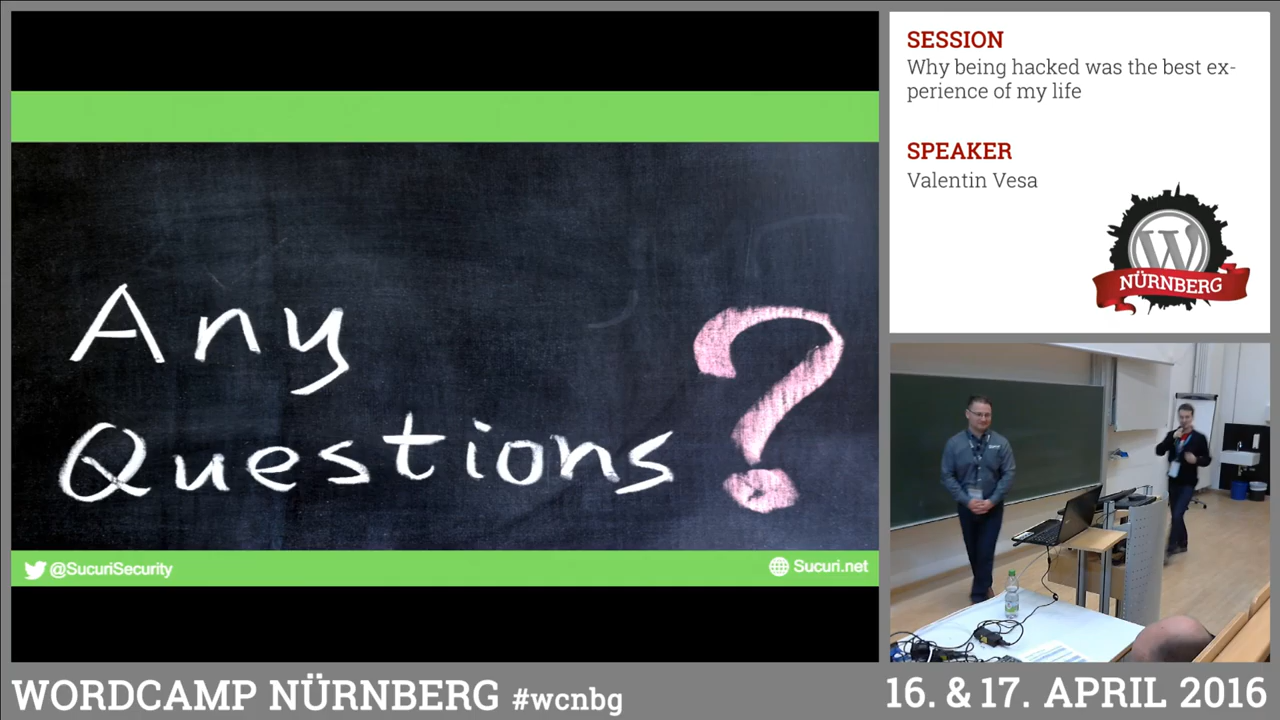 Any
Questions ?
@SucuriSecurity
Sucuri.net
SESSION
Why being hacked was the best ex-
perience of my life
SPEAKER
Valentin Vesa
NÜRNBERG
WORDCAMP NÜRNBERG #wcnbg
16. & 17. APRIL 2016